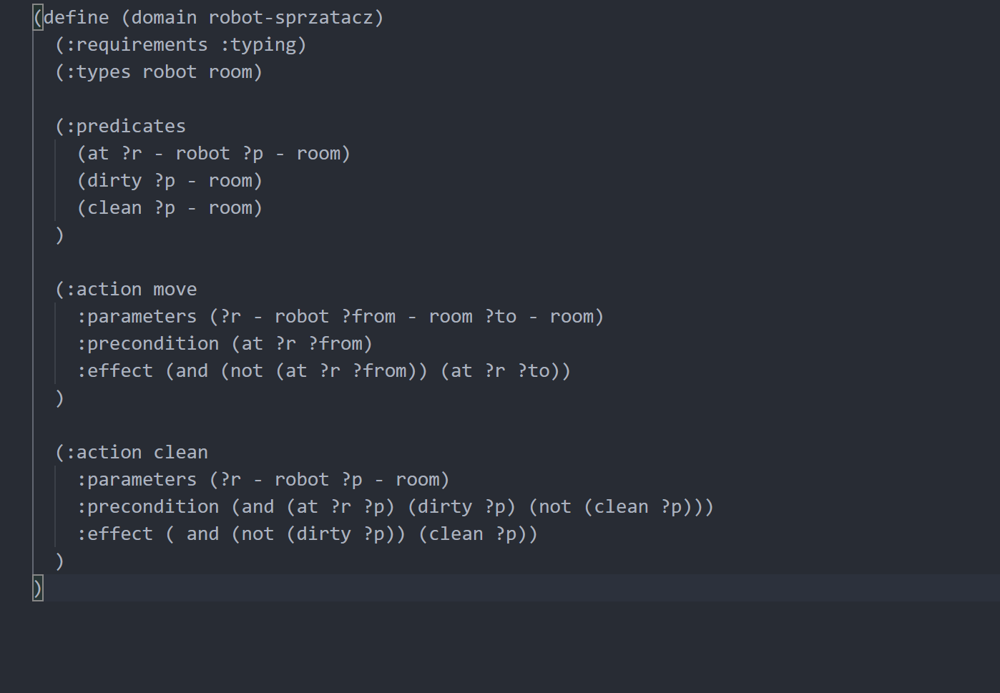 (define (domain robot-sprzatacz)
  (:requirements :typing)
  (:types robot room)

  (:predicates
    (at ?r - robot ?p - room)
    (dirty ?p - room)
    (clean ?p - room)
  )

  (:action move
    :parameters (?r - robot ?from - room ?to - room)
    :precondition (at ?r ?from)
    :effect (and (not (at ?r ?from)) (at ?r ?to))
  )

  (:action clean
    :parameters (?r - robot ?p - room)
    :precondition (and (at ?r ?p) (dirty ?p) (not (clean ?p)))
    :effect ( and (not (dirty ?p)) (clean ?p))
  )
)